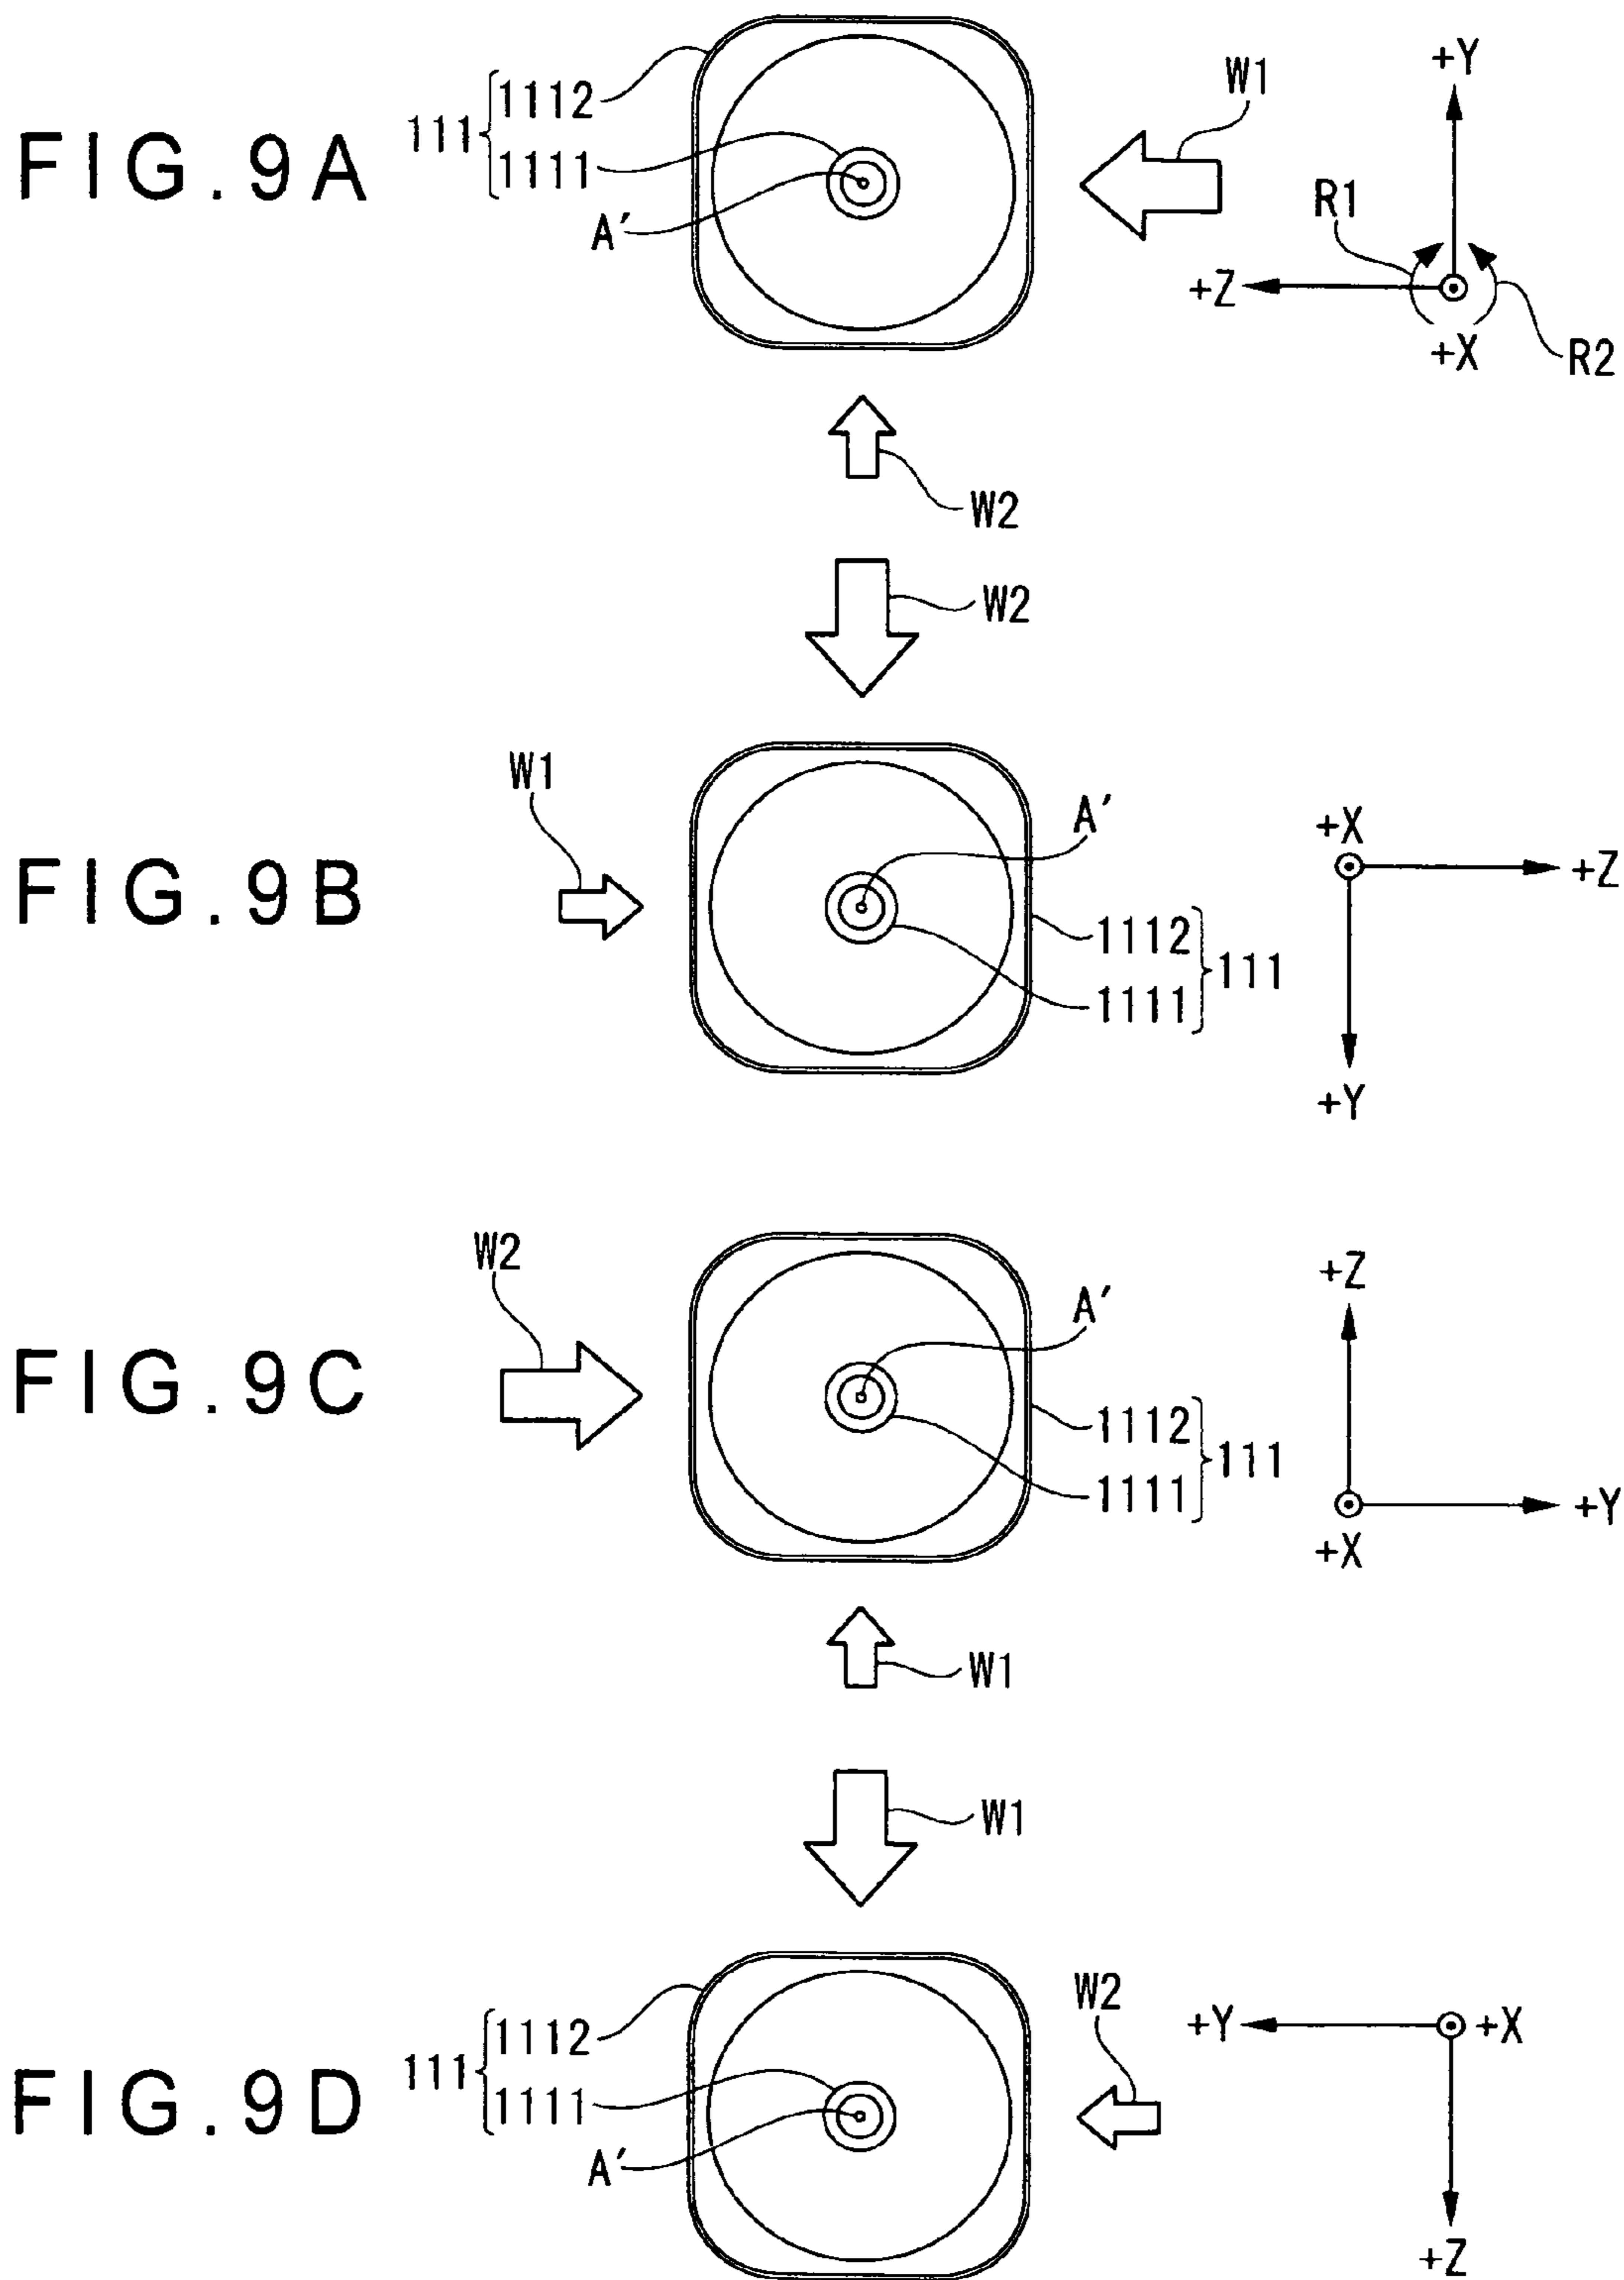 FIG.9A
111
1112
1111
A′
W1
+Y
R1
+Z
+X
R2
W2
W2
FIG.9B
W1
A′
1112
1111
111
+X
+Z
+Y
FIG.9C
W2
A′
1112
1111
111
+Z
+Y
+X
W1
W1
FIG.9D
111
1112
1111
A′
W2
+Y
+X
+Z